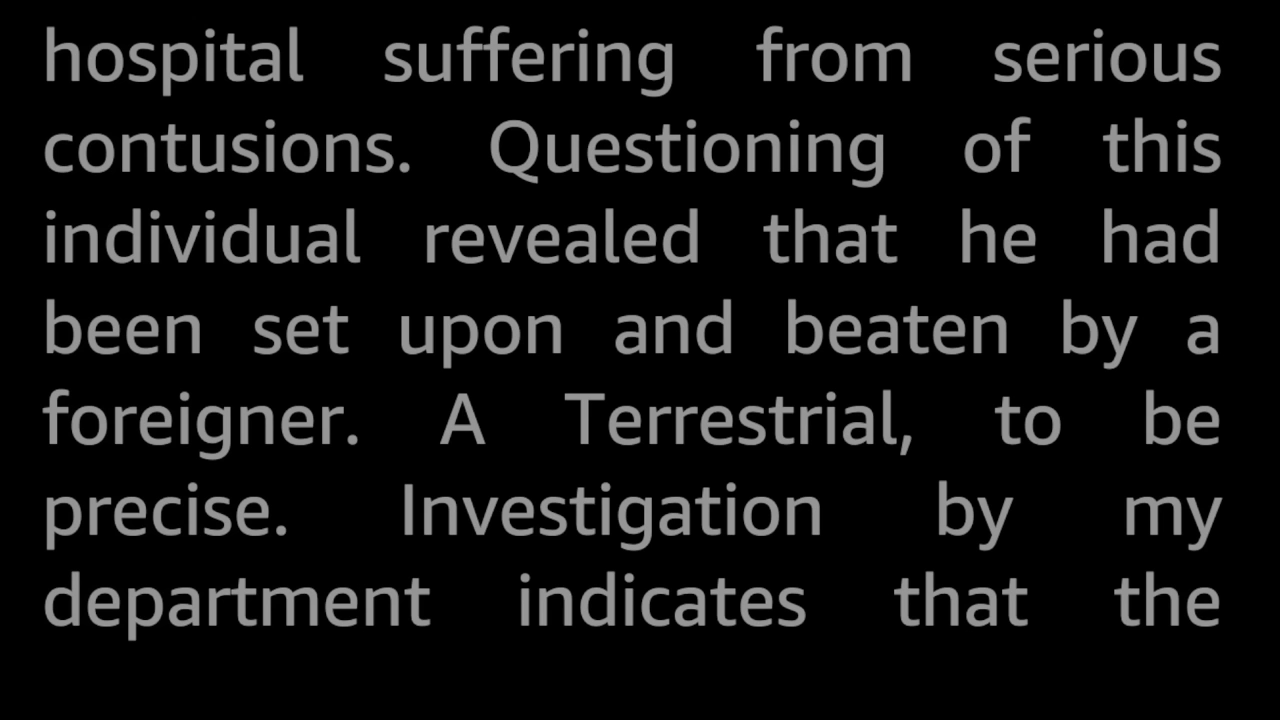 hospital suffering from serious
contusions. Questioning of this
individual revealed that he had
been set upon and beaten by a
foreigner. A Terrestrial, to be
precise. Investigation by my
department indicates that the